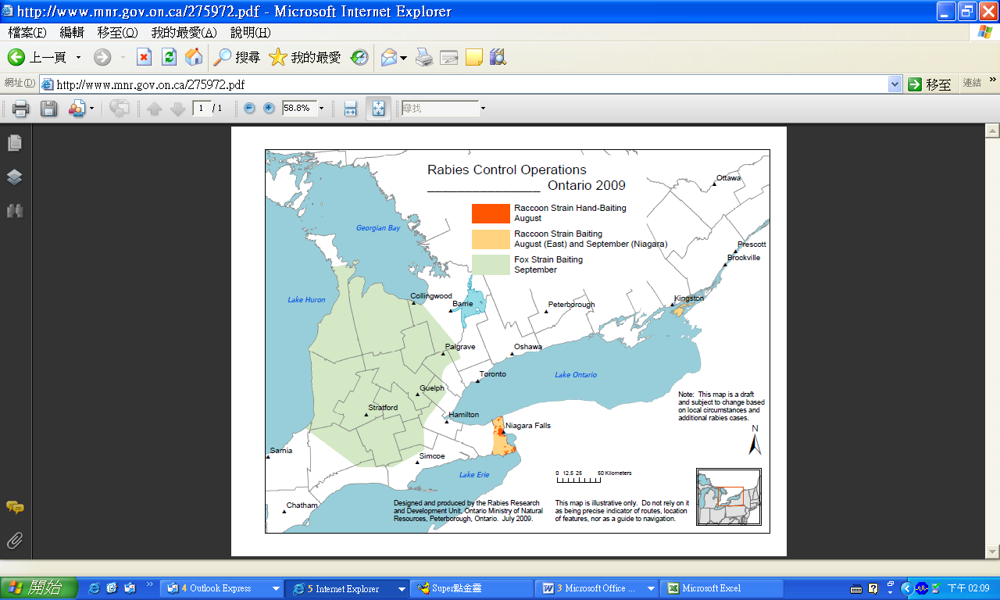 http://www.mnr.gov.on.ca/275972.pdf - Microsoft Internet Explorer
檔案(F) 編輯 移至(O) 我的最愛(A) 說明(H)
上一頁 搜尋 我的最愛
網址(D) http://www.mnr.gov.on.ca/275972.pdf 移至 連結 »
1 / 1 58.8% 尋找
Rabies Control Operations
_________________ Ontario 2009
Raccoon Strain Hand-Baiting
August
Raccoon Strain Baiting
August (East) and September (Niagara)
Fox Strain Baiting
September
Ottawa
Georgian Bay
Prescott
Brockville
Lake Huron
Collingwood
Barrie
Peterborough
Kingston
Palgrave
Oshawa
Toronto
Lake Ontario
Guelph
Stratford
Hamilton
Niagara Falls
Note: This map is a draft
and subject to change based
on local circumstances and
additional rabies cases.
N
Sarnia
Simcoe
Lake Erie
0 12.5 25 50 Kilometers
Chatham
Designed and produced by the Rabies Research
and Development Unit, Ontario Ministry of Natural
Resources, Peterborough, Ontario. July 2009.
This map is illustrative only. Do not rely on it
as being precise indicator of routes, location
of features, nor as a guide to navigation.
開始 » 4 Outlook Express 5 Internet Explorer Super點金靈 3 Microsoft Office ... Microsoft Excel 下午 02:09